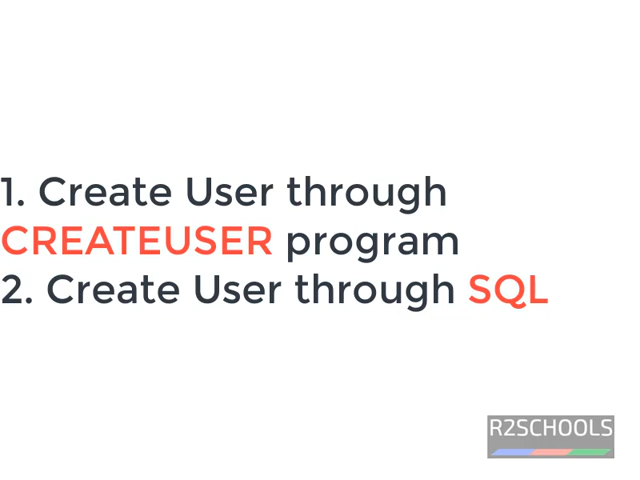 1. Create User through
CREATEUSER program
2. Create User through SQL
R2SCHOOLS